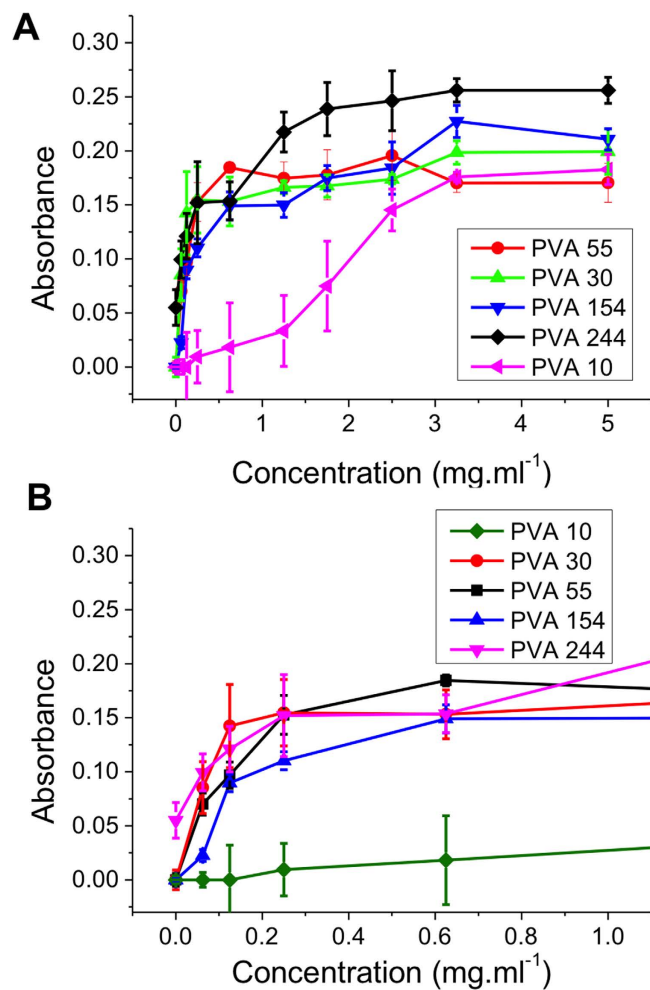 A
0.30
0.25
0.20
0.15
0.10
0.05
0.00
Absorbance
PVA 55
PVA 30
PVA 154
PVA 244
PVA 10
0 1 2 3 4 5
Concentration (mg.ml⁻¹)
B
0.30
0.25
0.20
0.15
0.10
0.05
0.00
Absorbance
PVA 10
PVA 30
PVA 55
PVA 154
PVA 244
0.0 0.2 0.4 0.6 0.8 1.0
Concentration (mg.ml⁻¹)